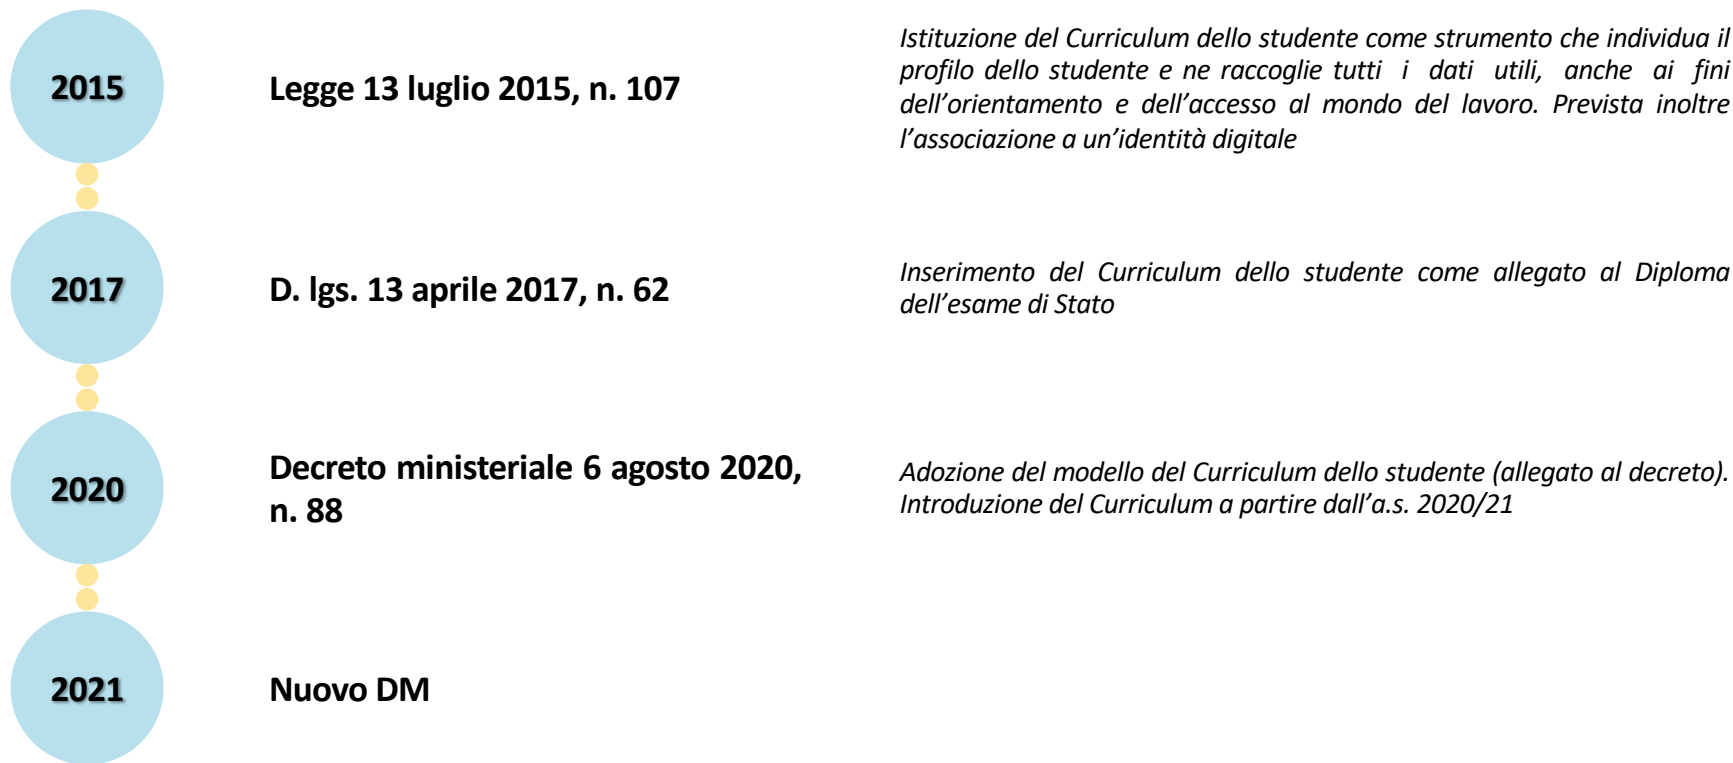 2015
Legge 13 luglio 2015, n. 107
Istituzione del Curriculum dello studente come strumento che individua il
profilo dello studente e ne raccoglie tutti i dati utili, anche ai fini
dell’orientamento e dell’accesso al mondo del lavoro. Prevista inoltre
l’associazione a un’identità digitale
2017
D. lgs. 13 aprile 2017, n. 62
Inserimento del Curriculum dello studente come allegato al Diploma
dell’esame di Stato
2020
Decreto ministeriale 6 agosto 2020,
n. 88
Adozione del modello del Curriculum dello studente (allegato al decreto).
Introduzione del Curriculum a partire dall’a.s. 2020/21
2021
Nuovo DM